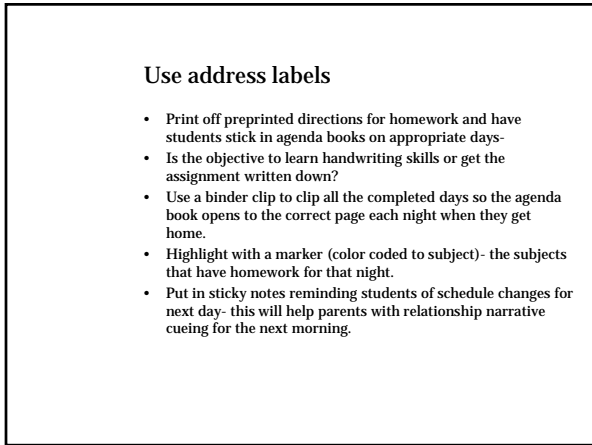 Use address labels
• Print off preprinted directions for homework and have
students stick in agenda books on appropriate days-
• Is the objective to learn handwriting skills or get the
assignment written down?
• Use a binder clip to clip all the completed days so the agenda
book opens to the correct page each night when they get
home.
• Highlight with a marker (color coded to subject)- the subjects
that have homework for that night.
• Put in sticky notes reminding students of schedule changes for
next day- this will help parents with relationship narrative
cueing for the next morning.